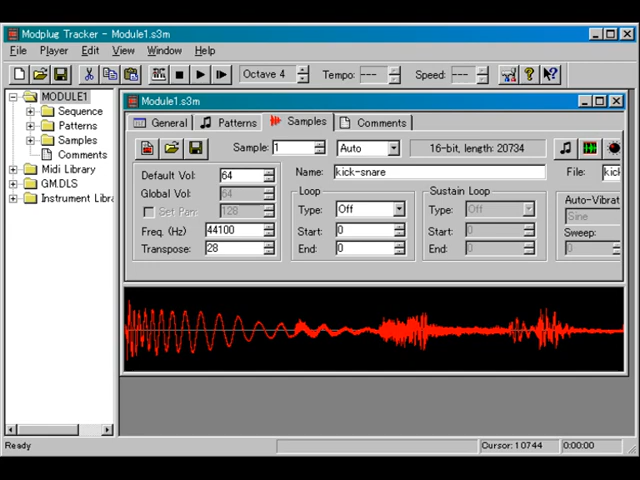 Modplug Tracker - Module1.s3m
File Player Edit View Window Help
Octave 4 Tempo: --- Speed: ---
MODULE1
Sequence
Patterns
Samples
Comments
Midi Library
GM.DLS
Instrument Libra
Module1.s3m
General Patterns Samples Comments
Sample: 1 Auto 16-bit, length: 20734
Default Vol: 64 Name: kick-snare File: kick
Global Vol: 64 Loop Sustain Loop Auto-Vibrat
Set Pan: 128 Type: Off Type: Off Sine
Freq. (Hz) 44100 Start: 0 Start: 0 Sweep:
Transpose: 28 End: 0 End: 0 0
Ready Cursor: 10744 0:00:00